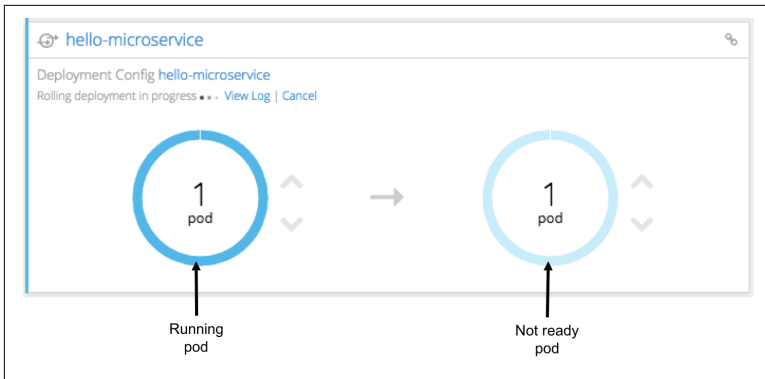 hello-microservice
Deployment Config hello-microservice
Rolling deployment in progress View Log | Cancel
1
pod
1
pod
Running
pod
Not ready
pod